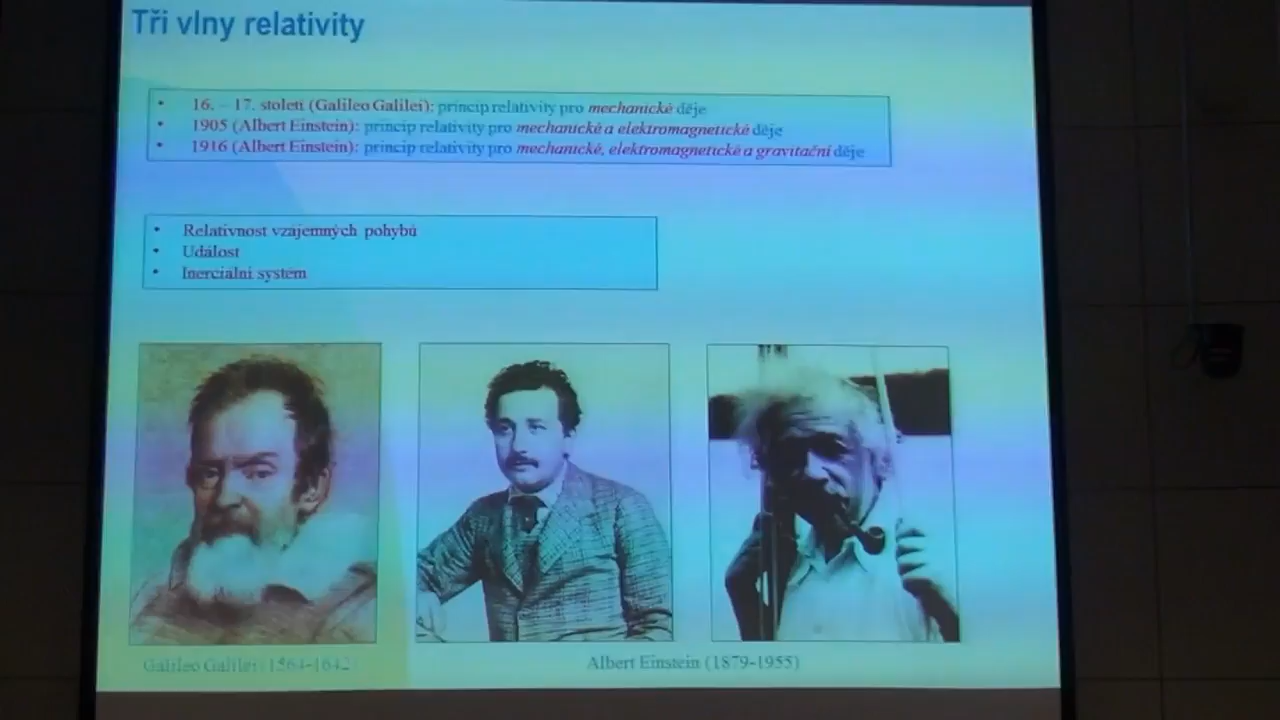 Tři vlny relativity
• 16. – 17. století (Galileo Galilei): princip relativity pro mechanické děje
• 1905 (Albert Einstein): princip relativity pro mechanické a elektromagnetické děje
• 1916 (Albert Einstein): princip relativity pro mechanické, elektromagnetické a gravitační děje
• Relativnost vzájemných pohybů
• Událost
• Inerciální systém
Galileo Galilei (1564-1642)
Albert Einstein (1879-1955)